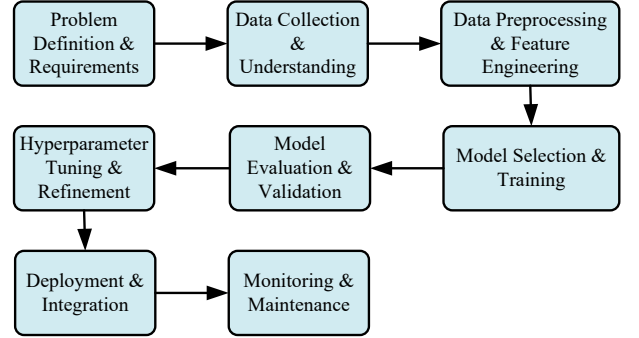 Problem
Definition &
Requirements
Data Collection
&
Understanding
Data Preprocessing
& Feature
Engineering
Model Selection &
Training
Model
Evaluation &
Validation
Hyperparameter
Tuning &
Refinement
Deployment &
Integration
Monitoring &
Maintenance